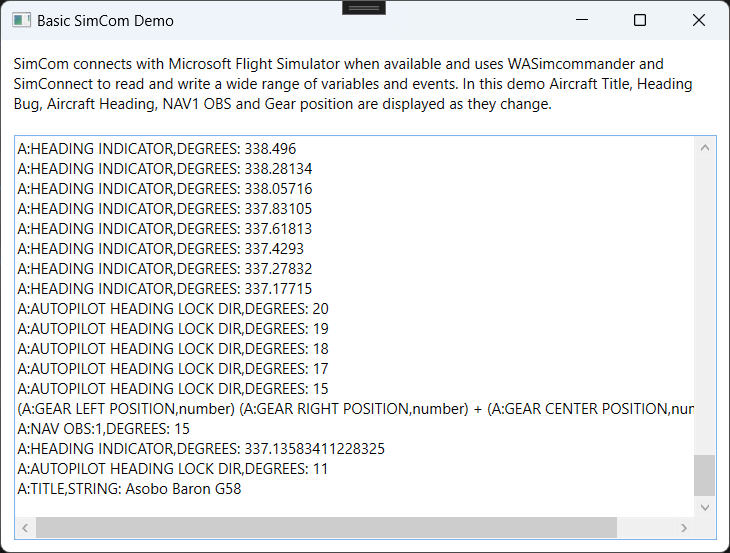 Basic SimCom Demo
SimCom connects with Microsoft Flight Simulator when available and uses WASimcommander and
SimConnect to read and write a wide range of variables and events. In this demo Aircraft Title, Heading
Bug, Aircraft Heading, NAV1 OBS and Gear position are displayed as they change.
A:HEADING INDICATOR,DEGREES: 338.496
A:HEADING INDICATOR,DEGREES: 338.28134
A:HEADING INDICATOR,DEGREES: 338.05716
A:HEADING INDICATOR,DEGREES: 337.83105
A:HEADING INDICATOR,DEGREES: 337.61813
A:HEADING INDICATOR,DEGREES: 337.4293
A:HEADING INDICATOR,DEGREES: 337.27832
A:HEADING INDICATOR,DEGREES: 337.17715
A:AUTOPILOT HEADING LOCK DIR,DEGREES: 20
A:AUTOPILOT HEADING LOCK DIR,DEGREES: 19
A:AUTOPILOT HEADING LOCK DIR,DEGREES: 18
A:AUTOPILOT HEADING LOCK DIR,DEGREES: 17
A:AUTOPILOT HEADING LOCK DIR,DEGREES: 15
(A:GEAR LEFT POSITION,number) (A:GEAR RIGHT POSITION,number) + (A:GEAR CENTER POSITION,nur
A:NAV OBS:1,DEGREES: 15
A:HEADING INDICATOR,DEGREES: 337.13583411228325
A:AUTOPILOT HEADING LOCK DIR,DEGREES: 11
A:TITLE,STRING: Asobo Baron G58